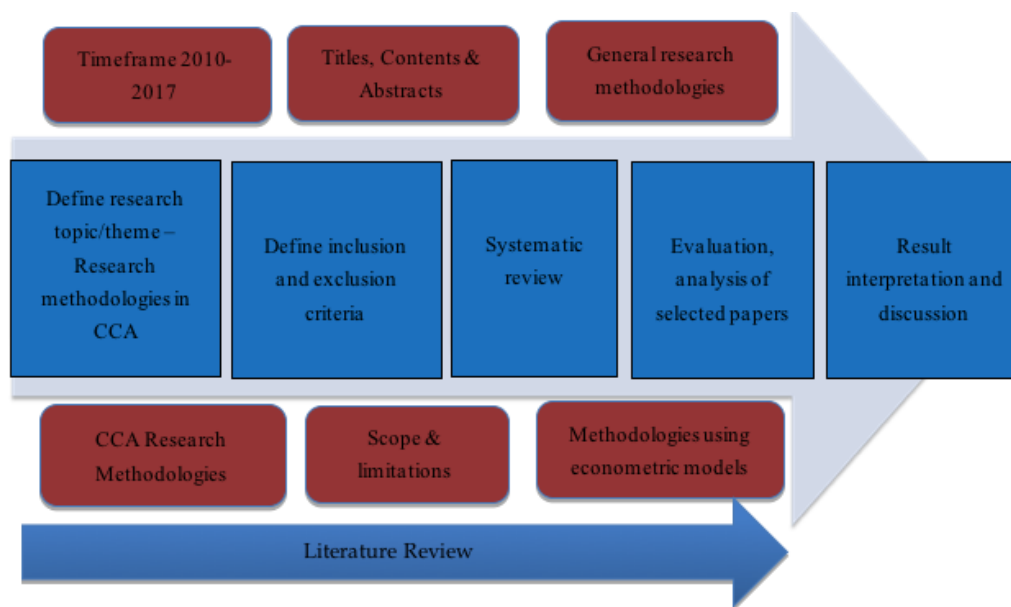 Timeframe 2010-
2017
Titles, Contents &
Abstracts
General research
methodologies
Define research
topic/theme –
Research
methodologies in
CCA
Define inclusion
and exclusion
criteria
Systematic
review
Evaluation,
analysis of
selected papers
Result
interpretation and
discussion
CCA Research
Methodologies
Scope &
limitations
Methodologies using
econometric models
Literature Review